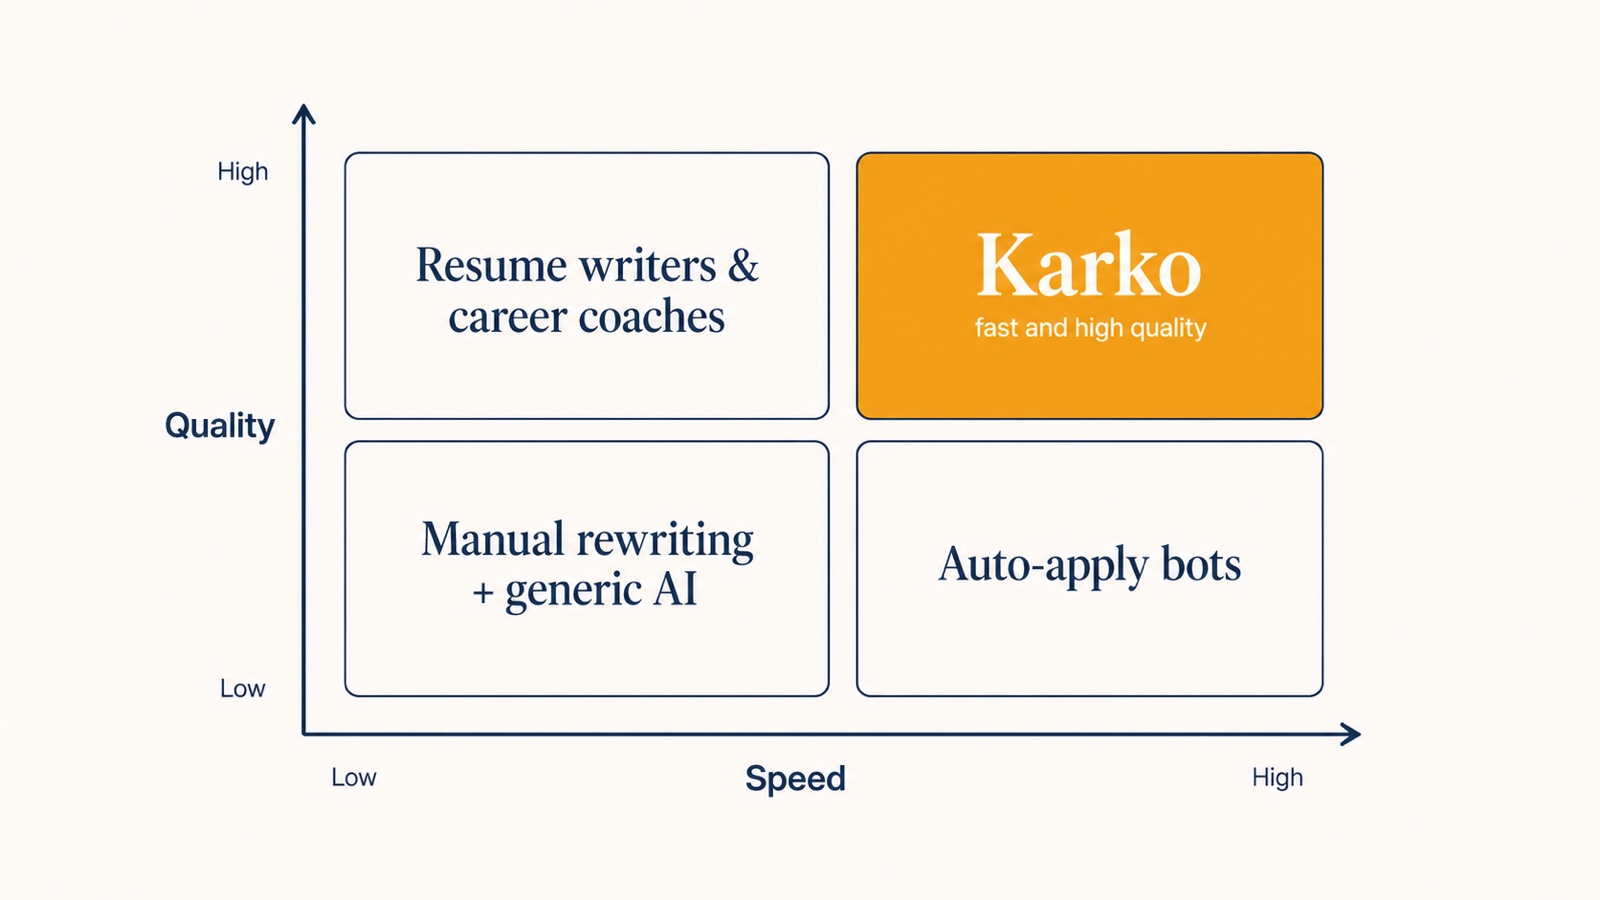 High
Resume writers &
career coaches
Karko
fast and high quality
Quality
Manual rewriting
+ generic AI
Auto-apply bots
Low
Low
Speed
High